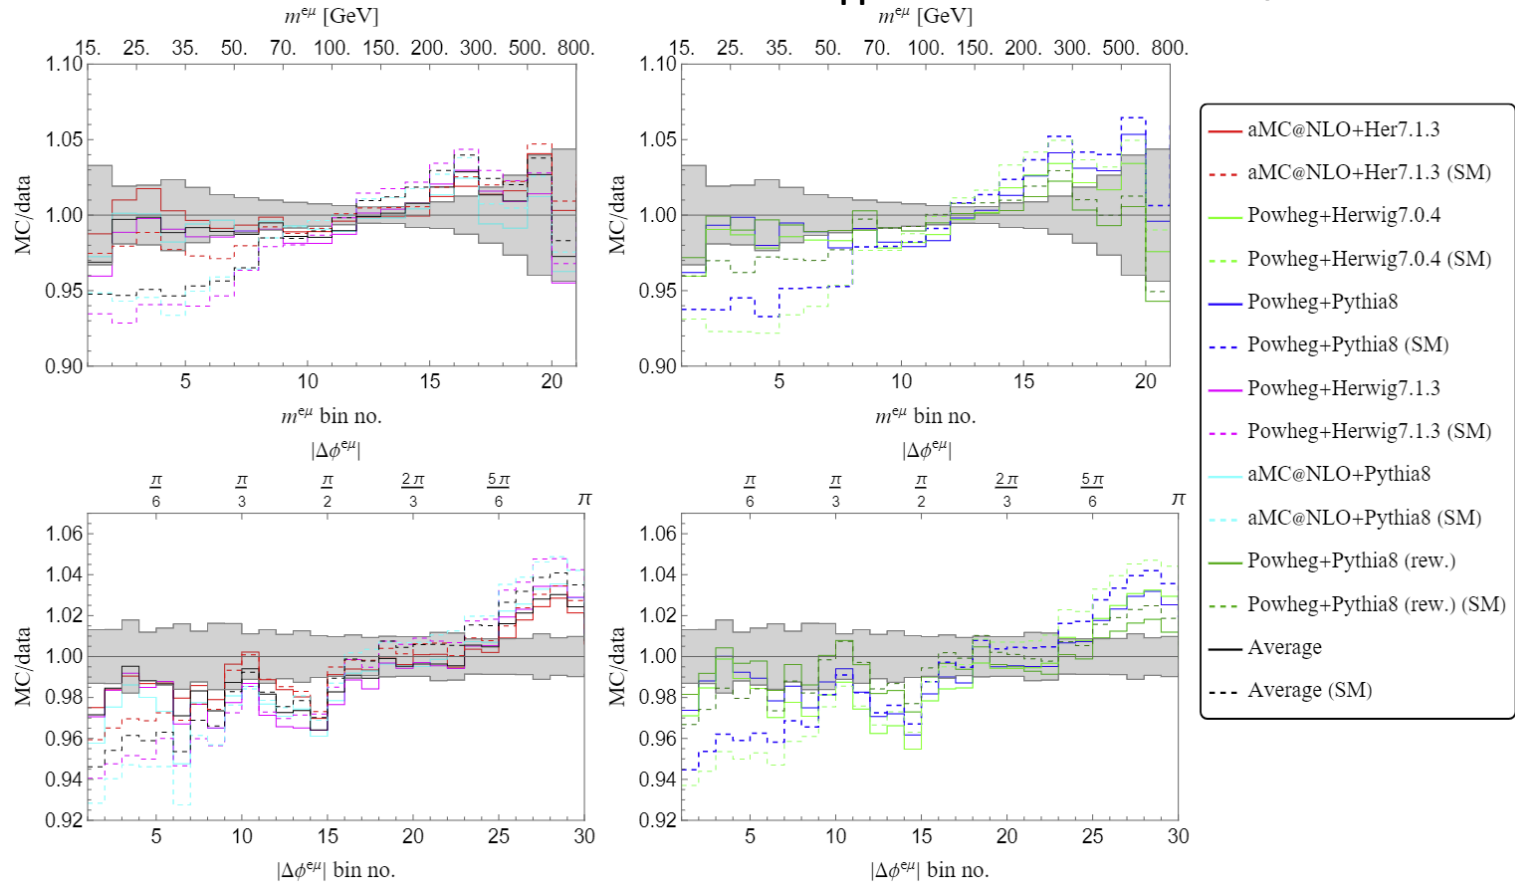 m^{eμ} [GeV]
15. 25. 35. 50. 70. 100. 150. 200. 300. 500. 800.
1.10
1.05
1.00
0.95
0.90
MC/data
5 10 15 20
m^{eμ} bin no.
m^{eμ} [GeV]
15. 25. 35. 50. 70. 100. 150. 200. 300. 500. 800.
1.10
1.05
1.00
0.95
0.90
MC/data
5 10 15 20
m^{eμ} bin no.
|Δϕ^{eμ}|
π/6 π/3 π/2 2π/3 5π/6 π
1.06
1.04
1.02
1.00
0.98
0.96
0.94
0.92
MC/data
5 10 15 20 25 30
|Δϕ^{eμ}| bin no.
|Δϕ^{eμ}|
π/6 π/3 π/2 2π/3 5π/6 π
1.06
1.04
1.02
1.00
0.98
0.96
0.94
0.92
MC/data
5 10 15 20 25 30
|Δϕ^{eμ}| bin no.
aMC@NLO+Her7.1.3
aMC@NLO+Her7.1.3 (SM)
Powheg+Herwig7.0.4
Powheg+Herwig7.0.4 (SM)
Powheg+Pythia8
Powheg+Pythia8 (SM)
Powheg+Herwig7.1.3
Powheg+Herwig7.1.3 (SM)
aMC@NLO+Pythia8
aMC@NLO+Pythia8 (SM)
Powheg+Pythia8 (rew.)
Powheg+Pythia8 (rew.) (SM)
Average
Average (SM)